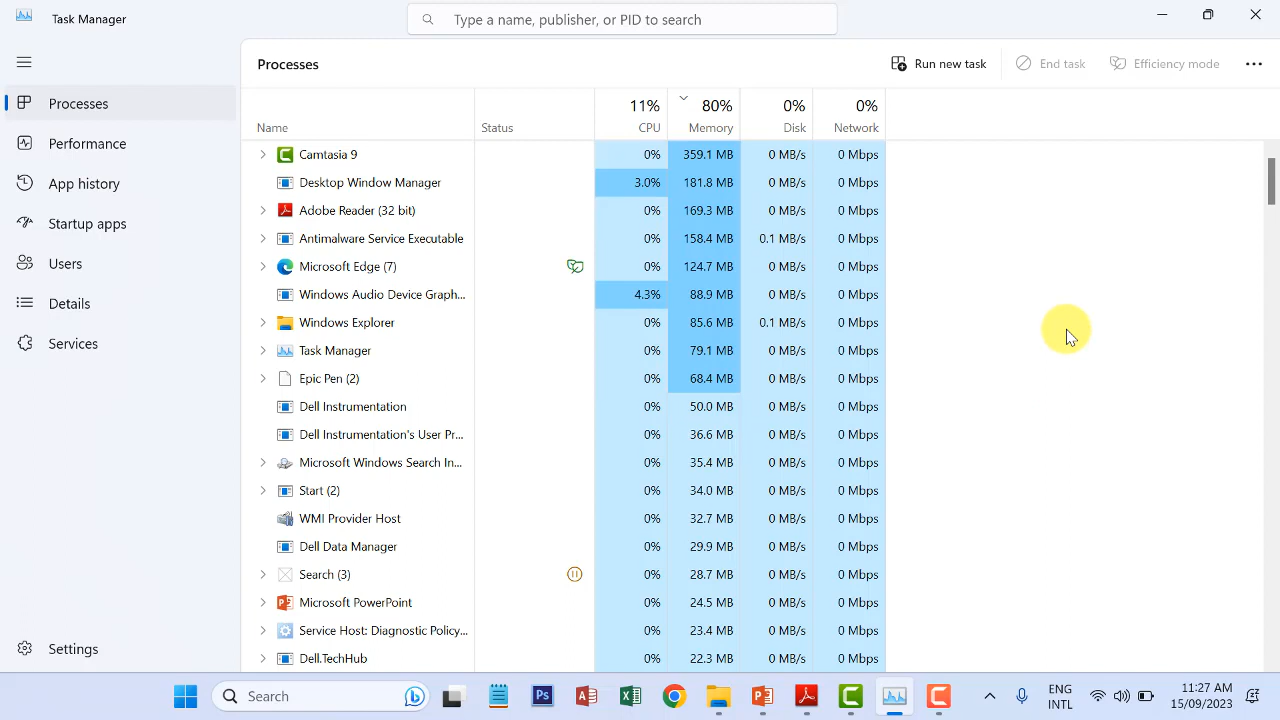 Task Manager
Type a name, publisher, or PID to search
Processes
Performance
App history
Startup apps
Users
Details
Services
Settings
Processes
Run new task
End task
Efficiency mode
11% 80% 0% 0%
Name Status CPU Memory Disk Network
Camtasia 9 0% 359.1 MB 0 MB/s 0 Mbps
Desktop Window Manager 3.0% 181.8 MB 0 MB/s 0 Mbps
Adobe Reader (32 bit) 0% 169.3 MB 0 MB/s 0 Mbps
Antimalware Service Executable 0% 158.4 MB 0.1 MB/s 0 Mbps
Microsoft Edge (7) 0% 124.7 MB 0 MB/s 0 Mbps
Windows Audio Device Graph... 4.3% 88.9 MB 0 MB/s 0 Mbps
Windows Explorer 0% 85.6 MB 0.1 MB/s 0 Mbps
Task Manager 0% 79.1 MB 0 MB/s 0 Mbps
Epic Pen (2) 0% 68.4 MB 0 MB/s 0 Mbps
Dell Instrumentation 0% 50.0 MB 0 MB/s 0 Mbps
Dell Instrumentation's User Pr... 0% 36.6 MB 0 MB/s 0 Mbps
Microsoft Windows Search In... 0% 35.4 MB 0 MB/s 0 Mbps
Start (2) 0% 34.0 MB 0 MB/s 0 Mbps
WMI Provider Host 0% 32.7 MB 0 MB/s 0 Mbps
Dell Data Manager 0% 29.9 MB 0 MB/s 0 Mbps
Search (3) 0% 28.7 MB 0 MB/s 0 Mbps
Microsoft PowerPoint 0% 24.5 MB 0 MB/s 0 Mbps
Service Host: Diagnostic Policy... 0% 23.4 MB 0 MB/s 0 Mbps
Dell.TechHub 0% 22.3 MB 0 MB/s 0 Mbps
Search
Ps
ENG
INTL
11:27 AM
15/09/2023